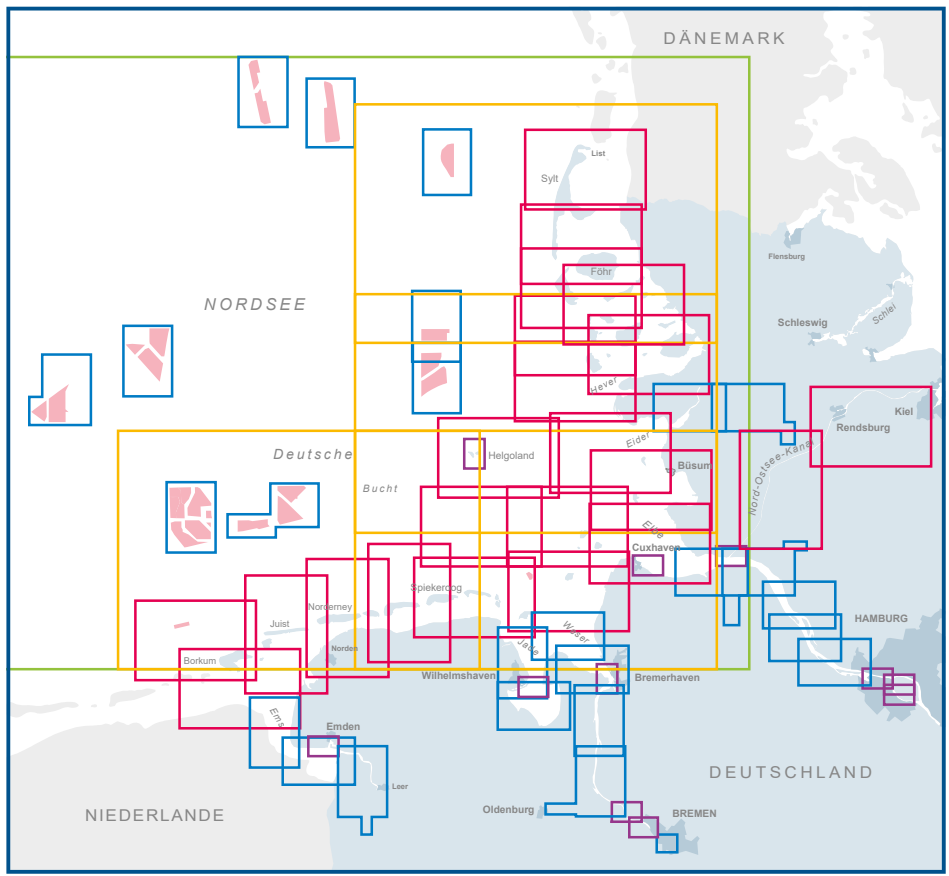 DÄNEMARK
List
Sylt
Flensburg
Föhr
NORDSEE
Schlei
Schleswig
Hever
Kiel
Rendsburg
Eider
Nord-Ostsee-Kanal
Deutsche
Helgoland
Büsum
Bucht
Elbe
Cuxhaven
Spiekeroog
Norderney
HAMBURG
Juist
Weser
Jade
Norden
Borkum
Wilhelmshaven
Bremerhaven
Ems
Emden
DEUTSCHLAND
Leer
Oldenburg
BREMEN
NIEDERLANDE